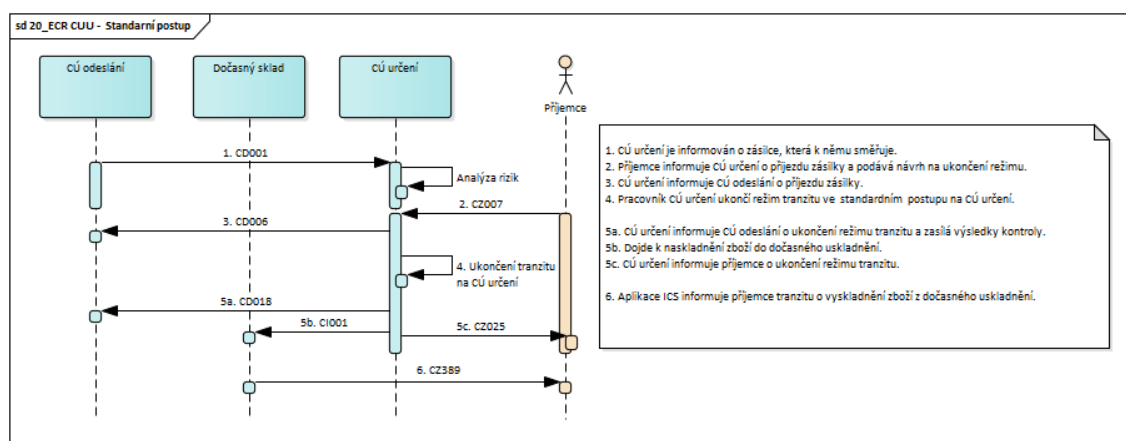 sd 20_ECR CUU - Standarní postup
CÚ odeslání
Dočasný sklad
CÚ určení
Příjemce
1. CD001
Analýza rizik
2. CZ007
3. CD006
4. Ukončení tranzitu
na CÚ určení
5a. CD018
5b. CI001
5c. CZ025
6. CZ389
1. CÚ určení je informován o zásilce, která k němu směřuje.
2. Příjemce informuje CÚ určení o přijezdu zásilky a podává návrh na ukončení režimu.
3. CÚ určení informuje CÚ odeslání o příjezdu zásilky.
4. Pracovník CÚ určení ukončí režim tranzitu ve standardním postupu na CÚ určení.
5a. CÚ určení informuje CÚ odeslání o ukončení režimu tranzitu a zasílá výsledky kontroly.
5b. Dojde k naskladnění zboží do dočasného uskladnění.
5c. CÚ určení informuje příjemce o ukončení režimu tranzitu.
6. Aplikace ICS informuje příjemce tranzitu o vyskladnění zboží z dočasného uskladnění.